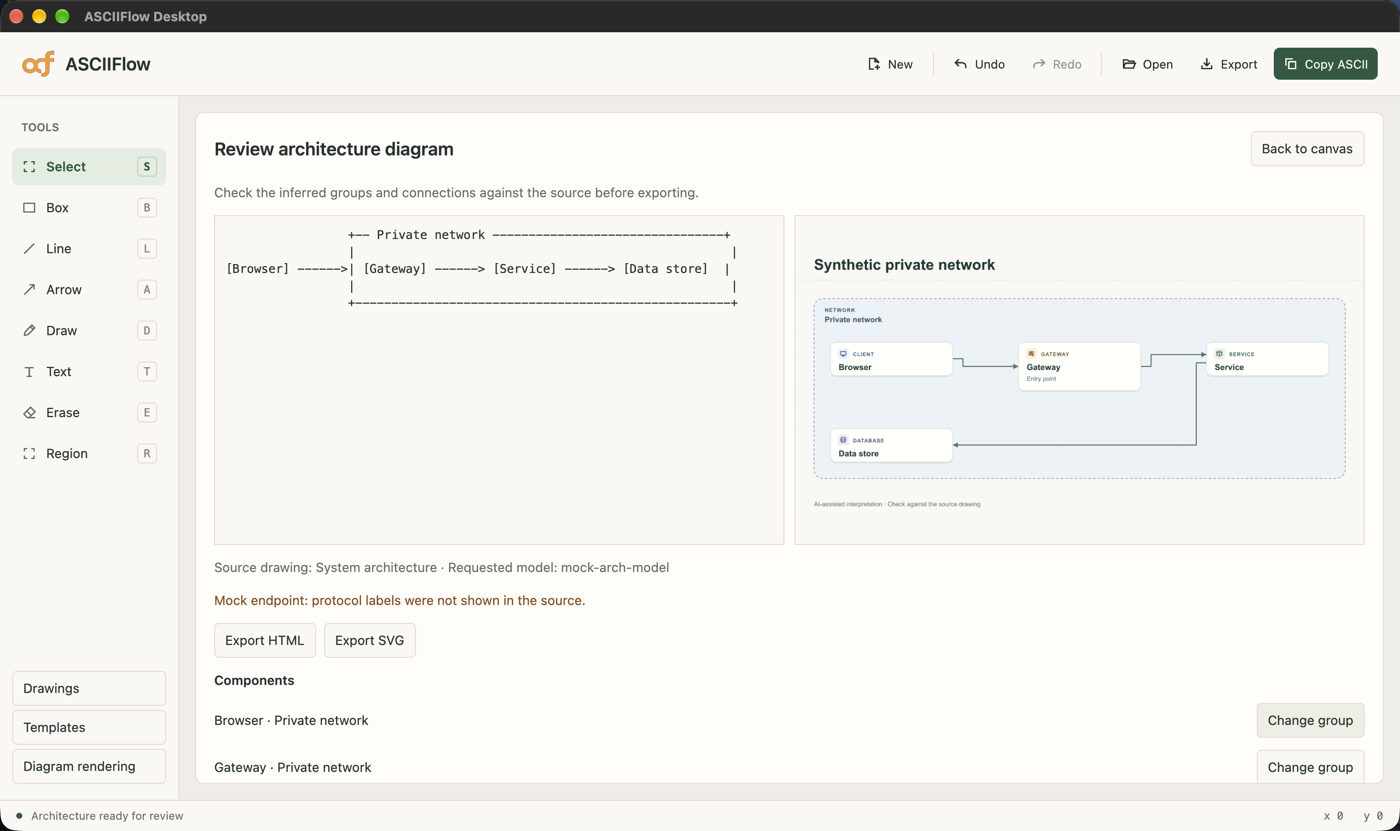 ASCIIFlow Desktop
ASCIIFlow
New
Undo
Redo
Open
Export
Copy ASCII
TOOLS
Select S
Box B
Line L
Arrow A
Draw D
Text T
Erase E
Region R
Drawings
Templates
Diagram rendering
Review architecture diagram
Back to canvas
Check the inferred groups and connections against the source before exporting.
Private network
[Browser] ------>| [Gateway] ------> [Service] ------> [Data store] |
Synthetic private network
NETWORK
Private network
CLIENT
Browser
GATEWAY
Gateway
Entry point
SERVICE
Service
DATABASE
Data store
AI-assisted interpretation · Check against the source drawing
Source drawing: System architecture · Requested model: mock-arch-model
Mock endpoint: protocol labels were not shown in the source.
Export HTML
Export SVG
Components
Browser · Private network
Change group
Gateway · Private network
Change group
Architecture ready for review
x 0 y 0